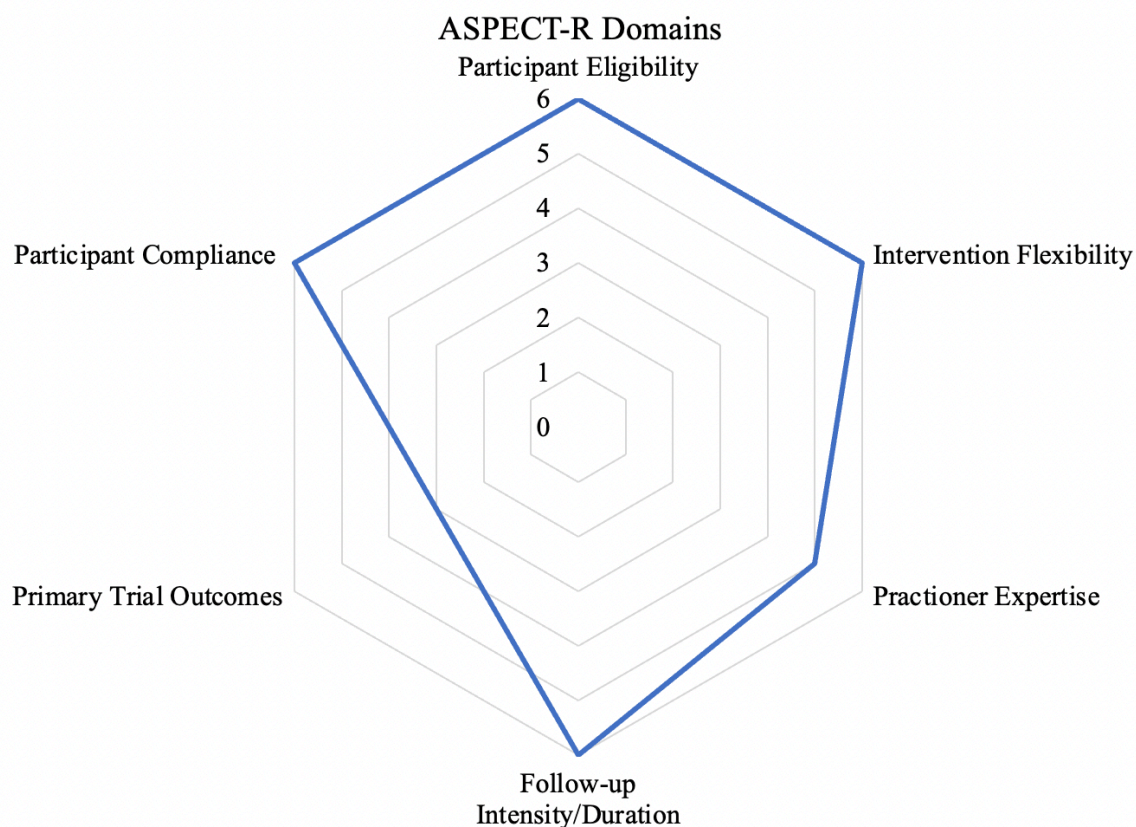 ASPECT-R Domains
Participant Eligibility
6
5
4
3
2
1
0
Participant Compliance
Intervention Flexibility
Primary Trial Outcomes
Practioner Expertise
Follow-up
Intensity/Duration